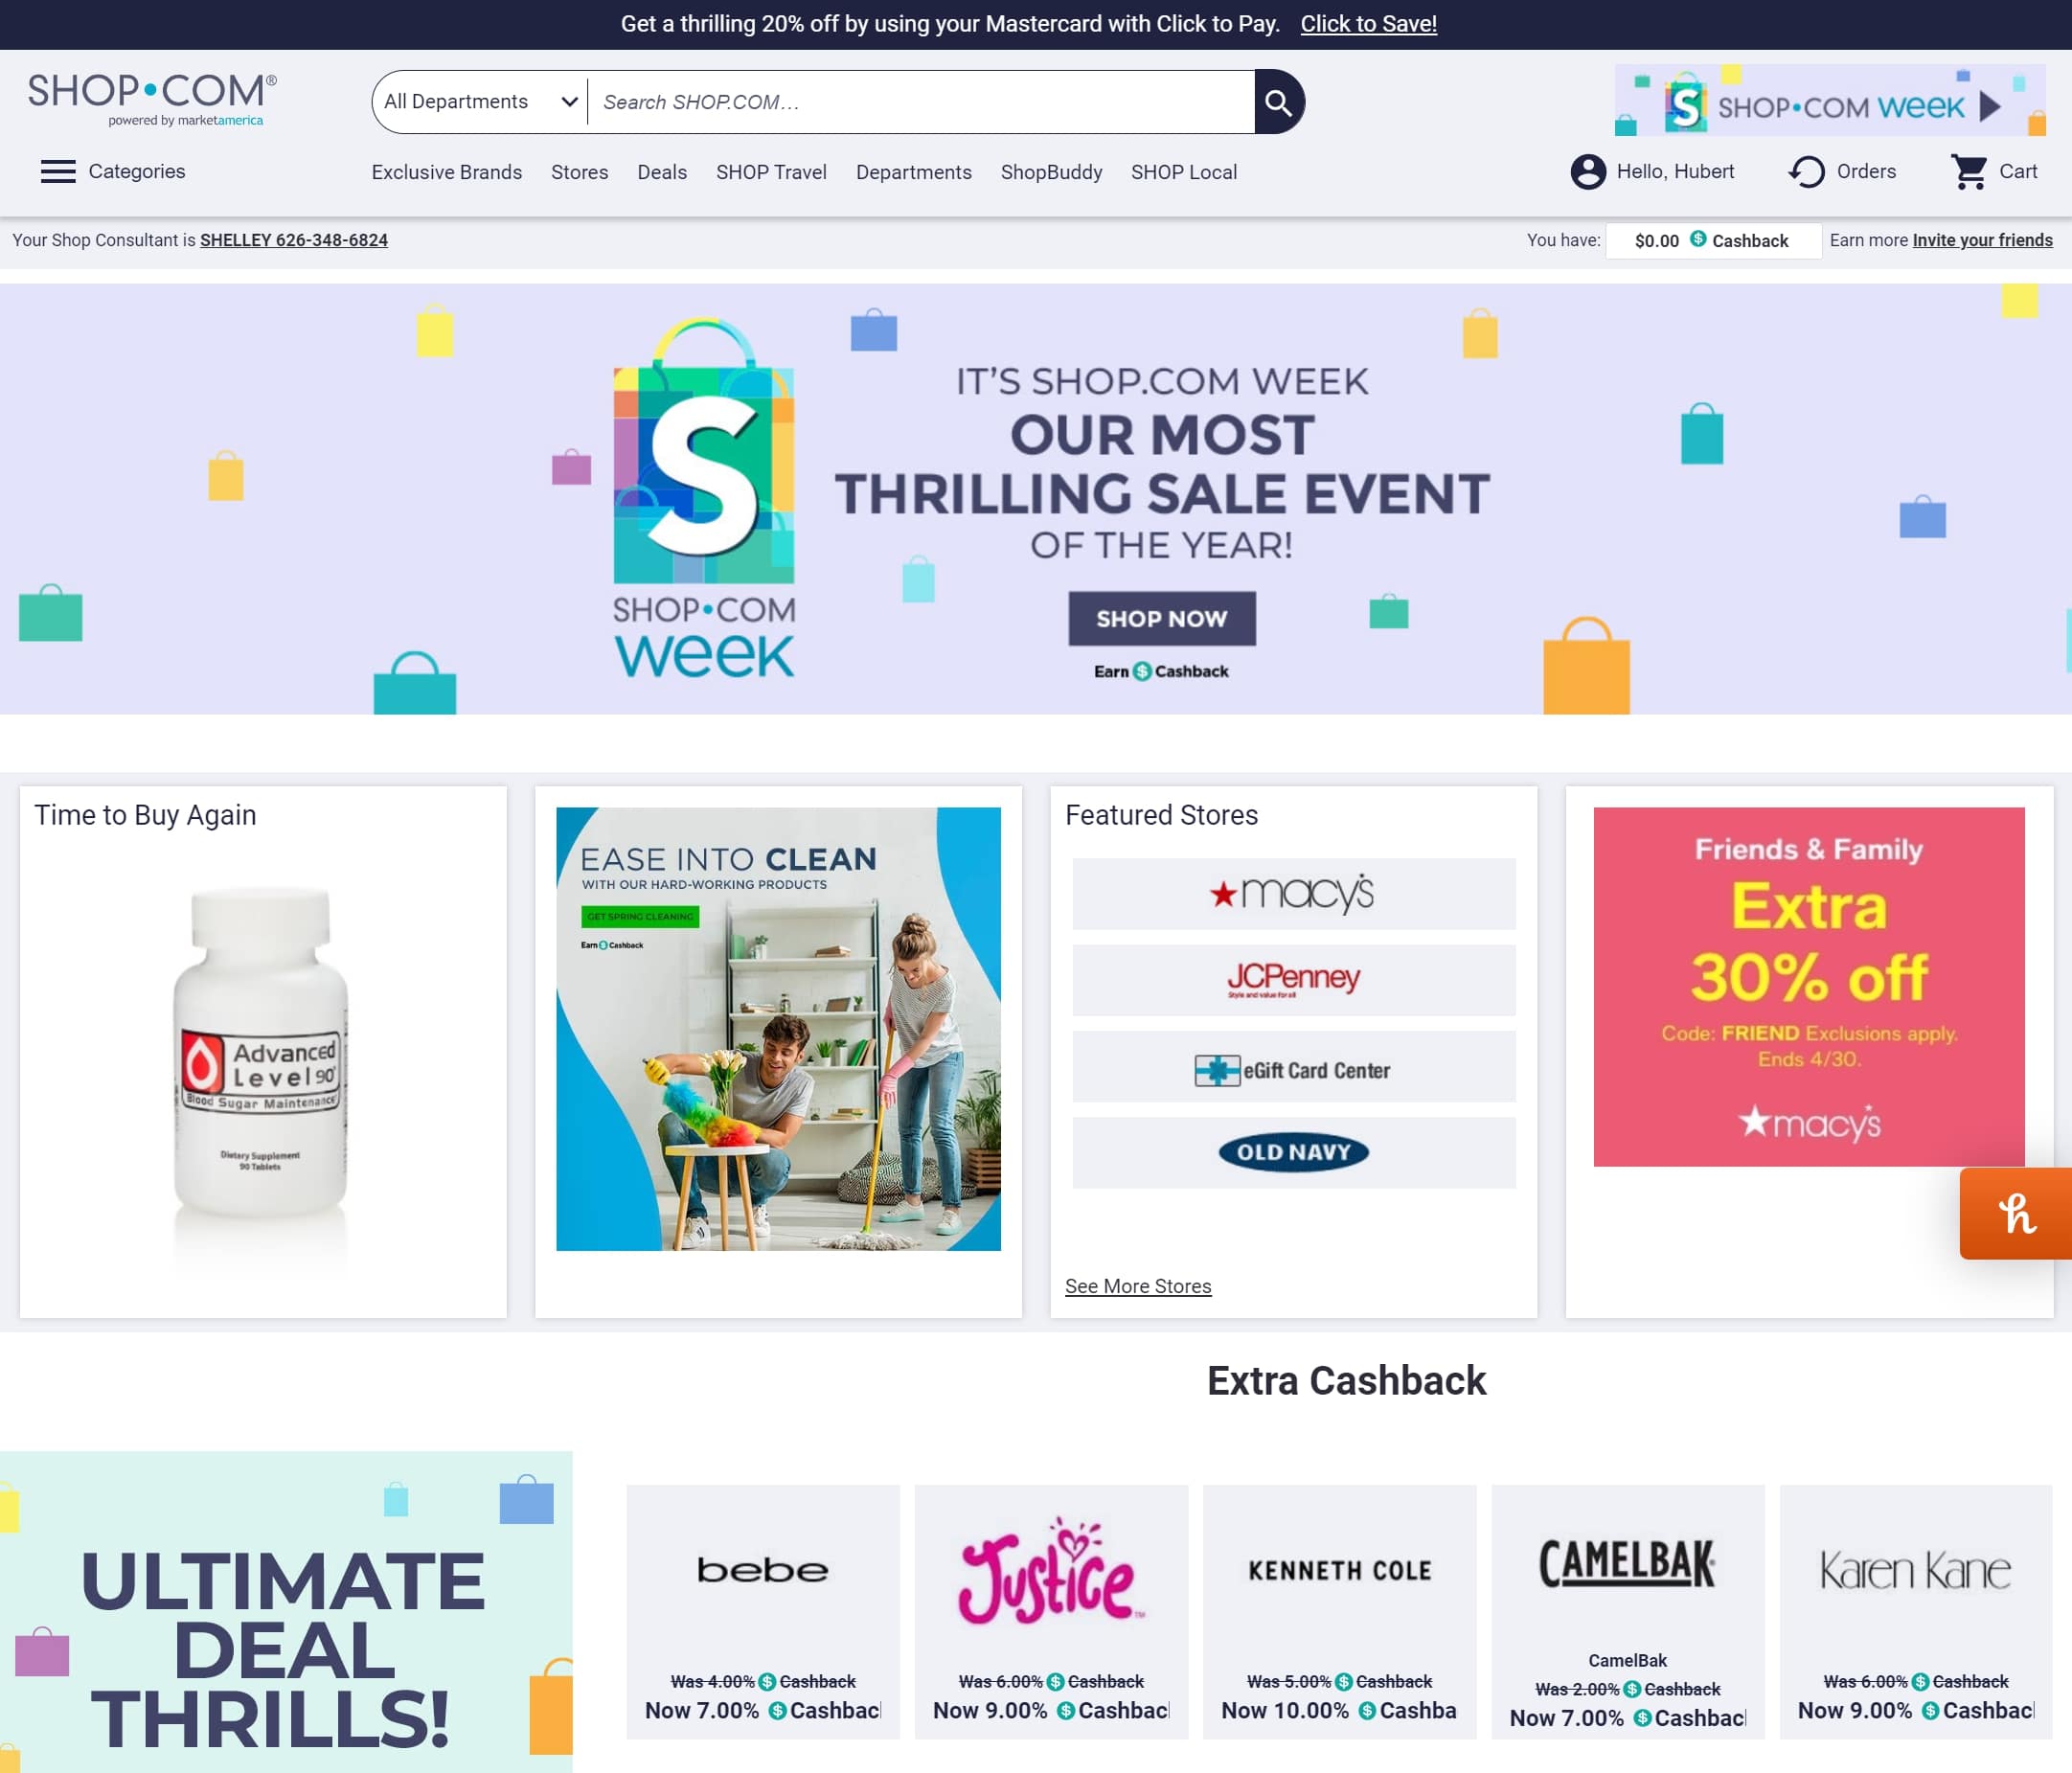 Get a thrilling 20% off by using your Mastercard with Click to Pay. Click to Save!
SHOP•COM®
powered by marketamerica
All Departments
Search SHOP.COM...
S SHOP•COM WEEK
Categories
Exclusive Brands Stores Deals SHOP Travel Departments ShopBuddy SHOP Local
Hello, Hubert Orders Cart
Your Shop Consultant is SHELLEY 626-348-6824
You have: $0.00 $ Cashback Earn more Invite your friends
S
SHOP•COM
WEEK
IT'S SHOP.COM WEEK
OUR MOST
THRILLING SALE EVENT
OF THE YEAR!
SHOP NOW
Earn $ Cashback
Time to Buy Again
Advanced
Level 90
Blood Sugar Maintenance
Dietary Supplement
90 Tablets
EASE INTO CLEAN
WITH OUR HARD-WORKING PRODUCTS
GET SPRING CLEANING
Earn $ Cashback
Featured Stores
macy's
JCPenney
Style and value for all
eGift Card Center
OLD NAVY
See More Stores
Friends & Family
Extra
30% off
Code: FRIEND Exclusions apply.
Ends 4/30.
macy's
h
Extra Cashback
ULTIMATE
DEAL
THRILLS!
bebe
Was 4.00% $ Cashback
Now 7.00% $ Cashbac
Justice™
Was 6.00% $ Cashback
Now 9.00% $ Cashbac
KENNETH COLE
Was 5.00% $ Cashback
Now 10.00% $ Cashba
CAMELBAK
CamelBak
Was 2.00% $ Cashback
Now 7.00% $ Cashbac
Karen Kane
Was 6.00% $ Cashback
Now 9.00% $ Cashbac